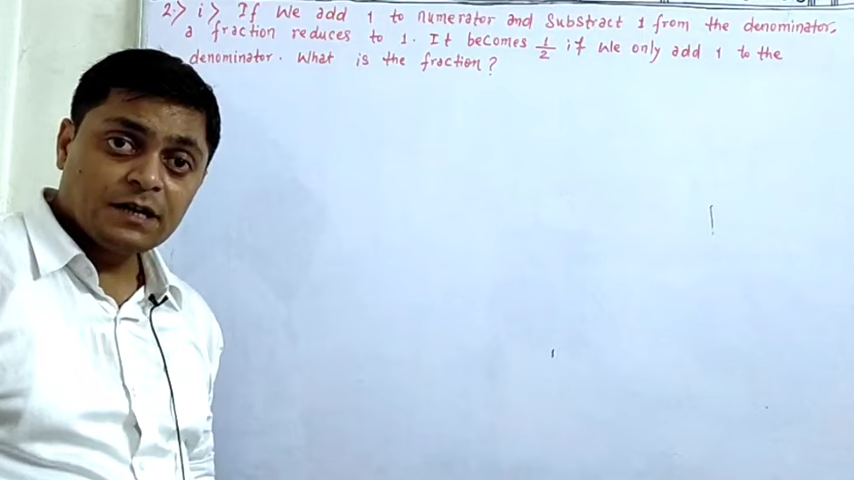 2.> i> If we add 1 to numerator and Substract 1 from the denominator,
a fraction reduces to 1. It becomes 1/2 if we only add 1 to the
denominator. What is the fraction?